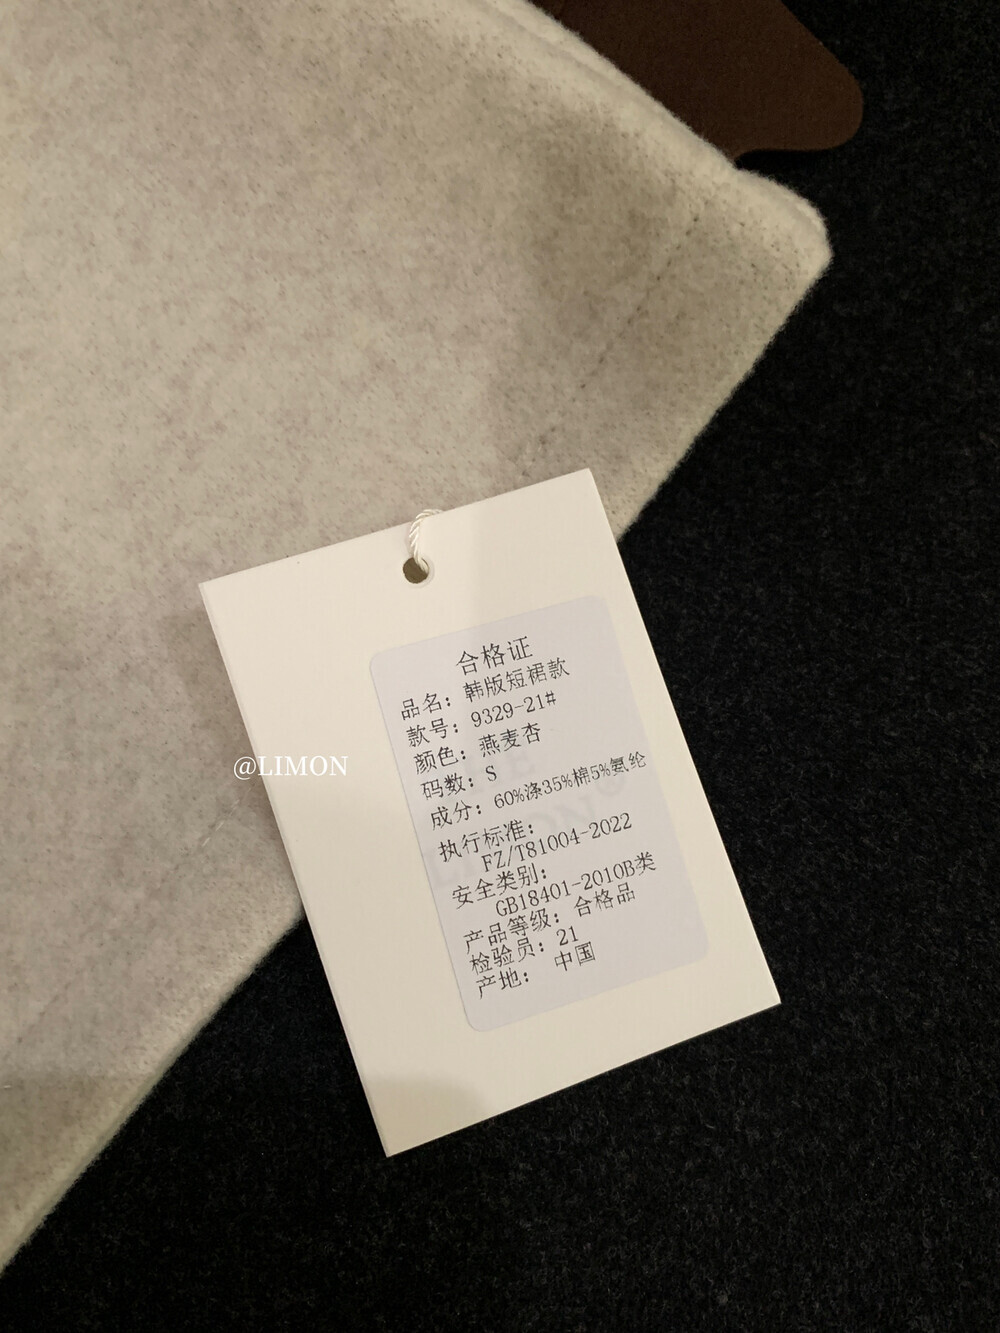 合格证
品名：韩版短裙款
款号：9329-21#
颜色：燕麦杏
码数：S
成分：60%涤35%棉5%氨纶
执行标准：
FZ/T81004-2022
安全类别：
GB18401-2010B类
产品等级：合格品
检验员：21
产地：中国
@LIMON